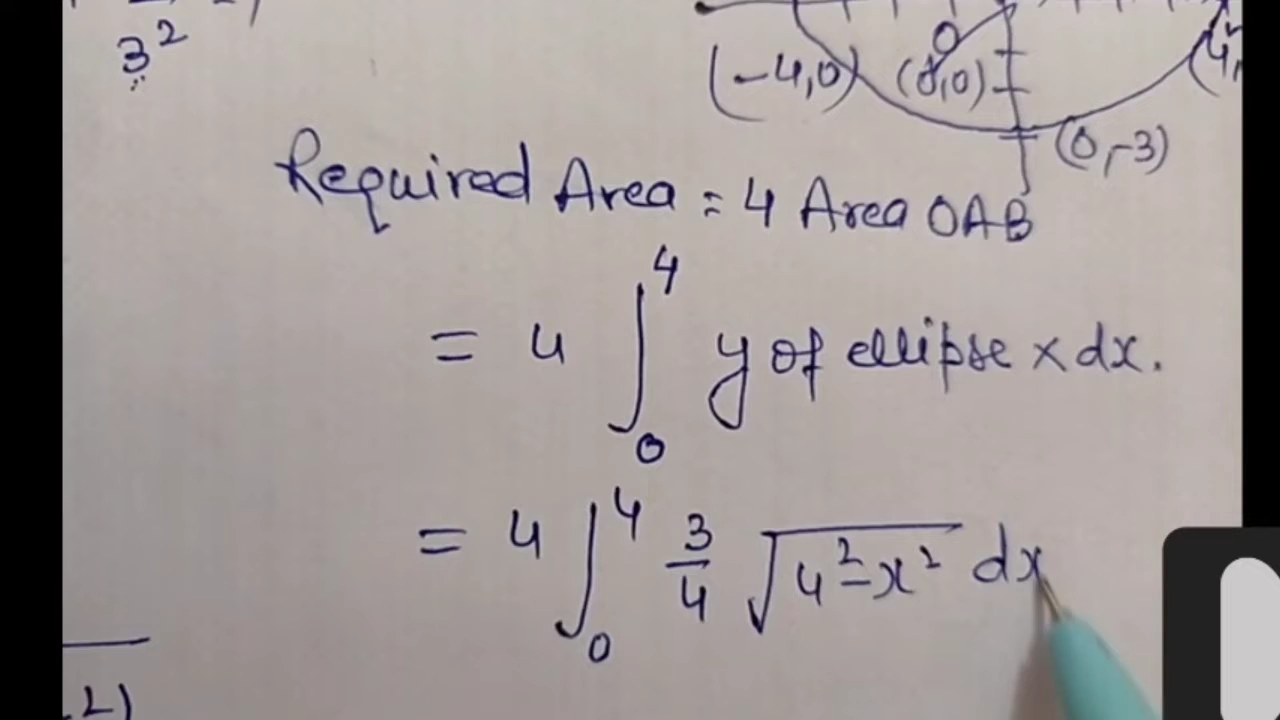 3²
(-4,0) O (0,0) (4,
(0,-3)
Required Area = 4 Area OAB
= 4 ∫₀⁴ y of ellipse × dx.
= 4 ∫₀⁴ 3/4 √(4²-x²) dx